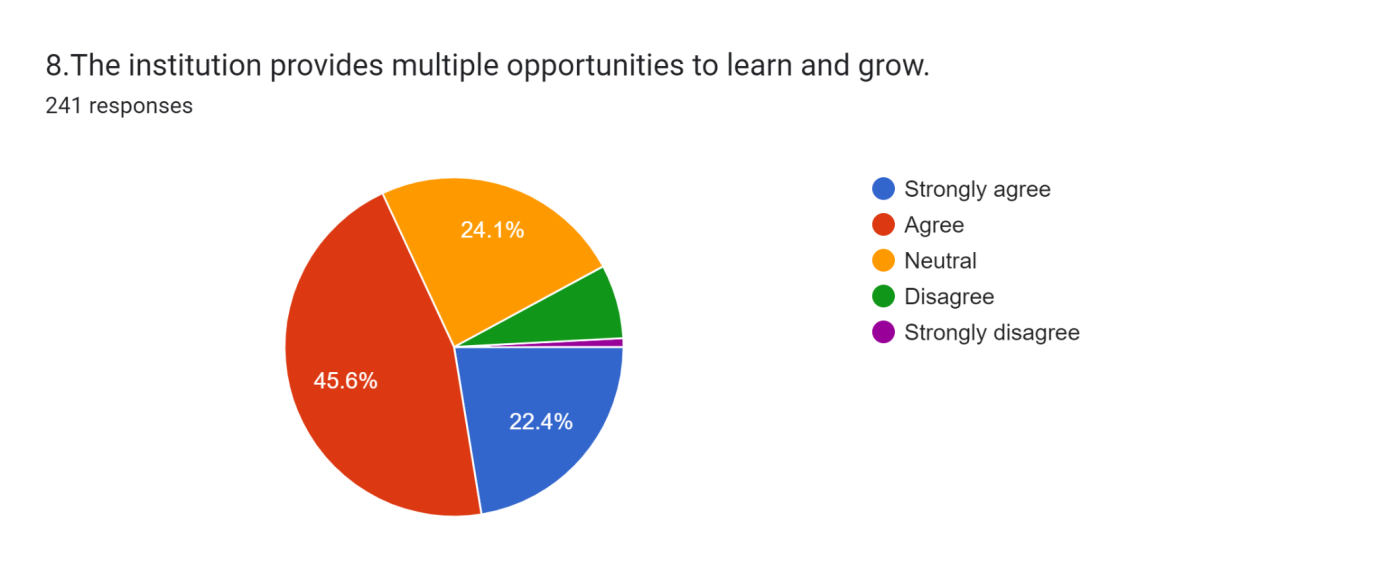 8.The institution provides multiple opportunities to learn and grow.
241 responses
24.1%
45.6%
22.4%
Strongly agree
Agree
Neutral
Disagree
Strongly disagree